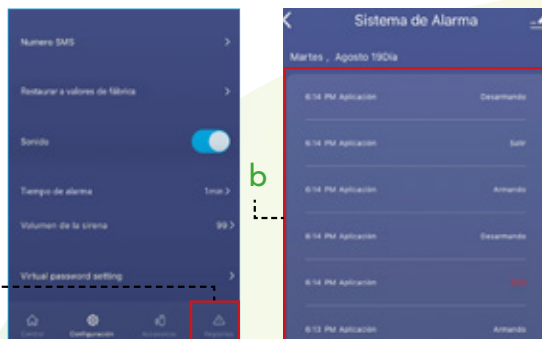 Numero SMS
Restaurar a valores de fábrica
Sonido
Tiempo de alarma 1min
Volumen de la sirena 99
Virtual password setting
Control Configuración Accesorios Registros
b
Sistema de Alarma
Martes , Agosto 19Día
6:14 PM Aplicación Desarmando
6:14 PM Aplicación Salir
6:14 PM Aplicación Armando
6:14 PM Aplicación Desarmando
6:14 PM Aplicación
6:13 PM Aplicación Armando